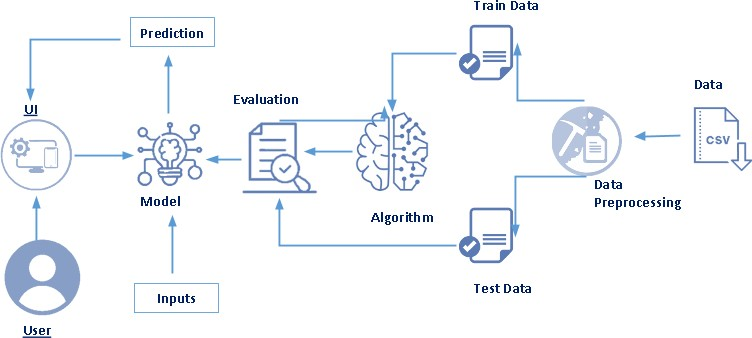 Train Data
Prediction
Data
UI
Evaluation
CSV
Model
Algorithm
Data
Preprocessing
Inputs
Test Data
User